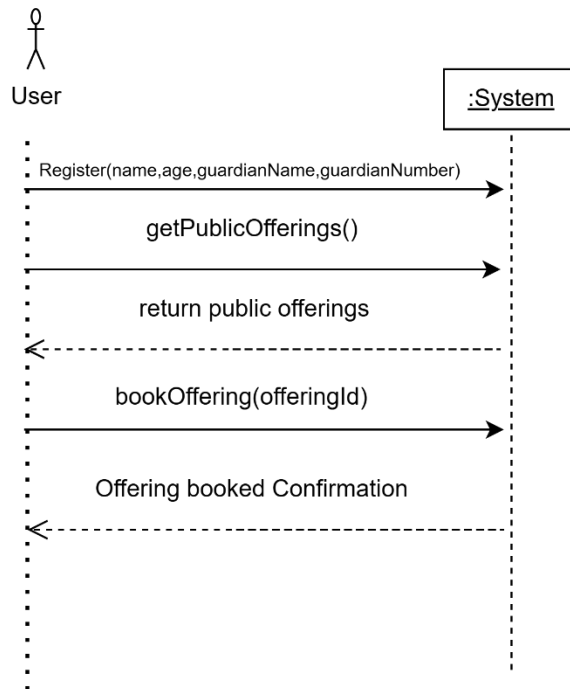 User
:System
Register(name,age,guardianName,guardianNumber)
getPublicOfferings()
return public offerings
bookOffering(offeringId)
Offering booked Confirmation